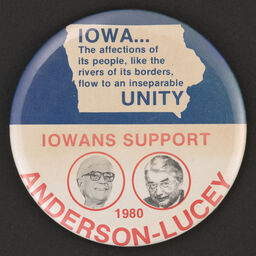 IOWA...
The affections of
its people, like the
rivers of its borders,
flow to an inseparable
UNITY
IOWANS SUPPORT
1980
ANDERSON-LUCEY